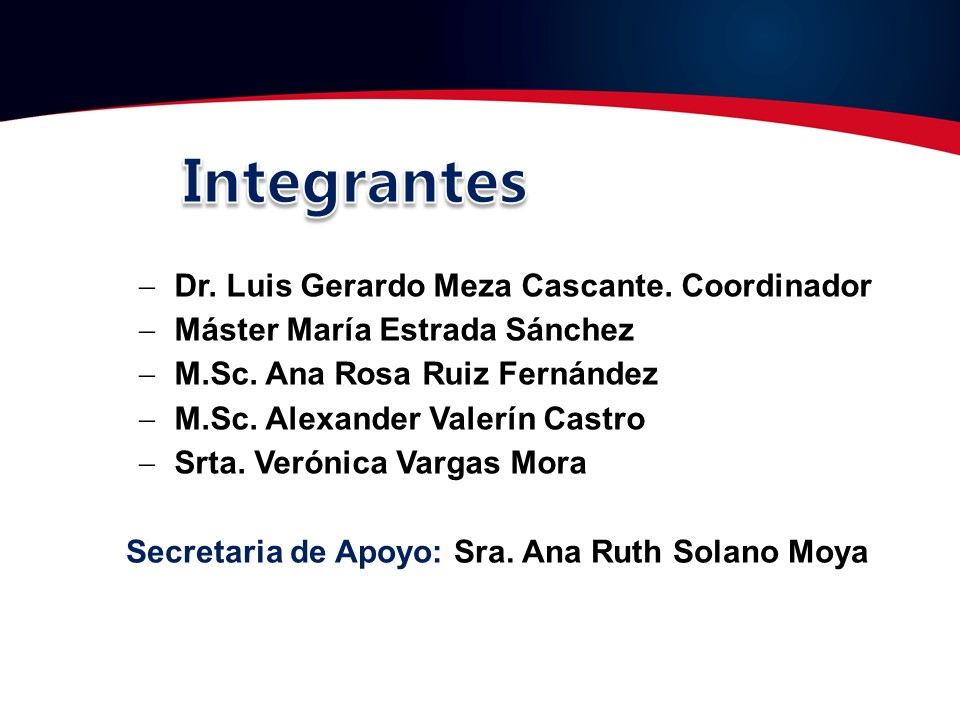 Integrantes
– Dr. Luis Gerardo Meza Cascante. Coordinador
– Máster María Estrada Sánchez
– M.Sc. Ana Rosa Ruiz Fernández
– M.Sc. Alexander Valerín Castro
– Srta. Verónica Vargas Mora
Secretaria de Apoyo: Sra. Ana Ruth Solano Moya